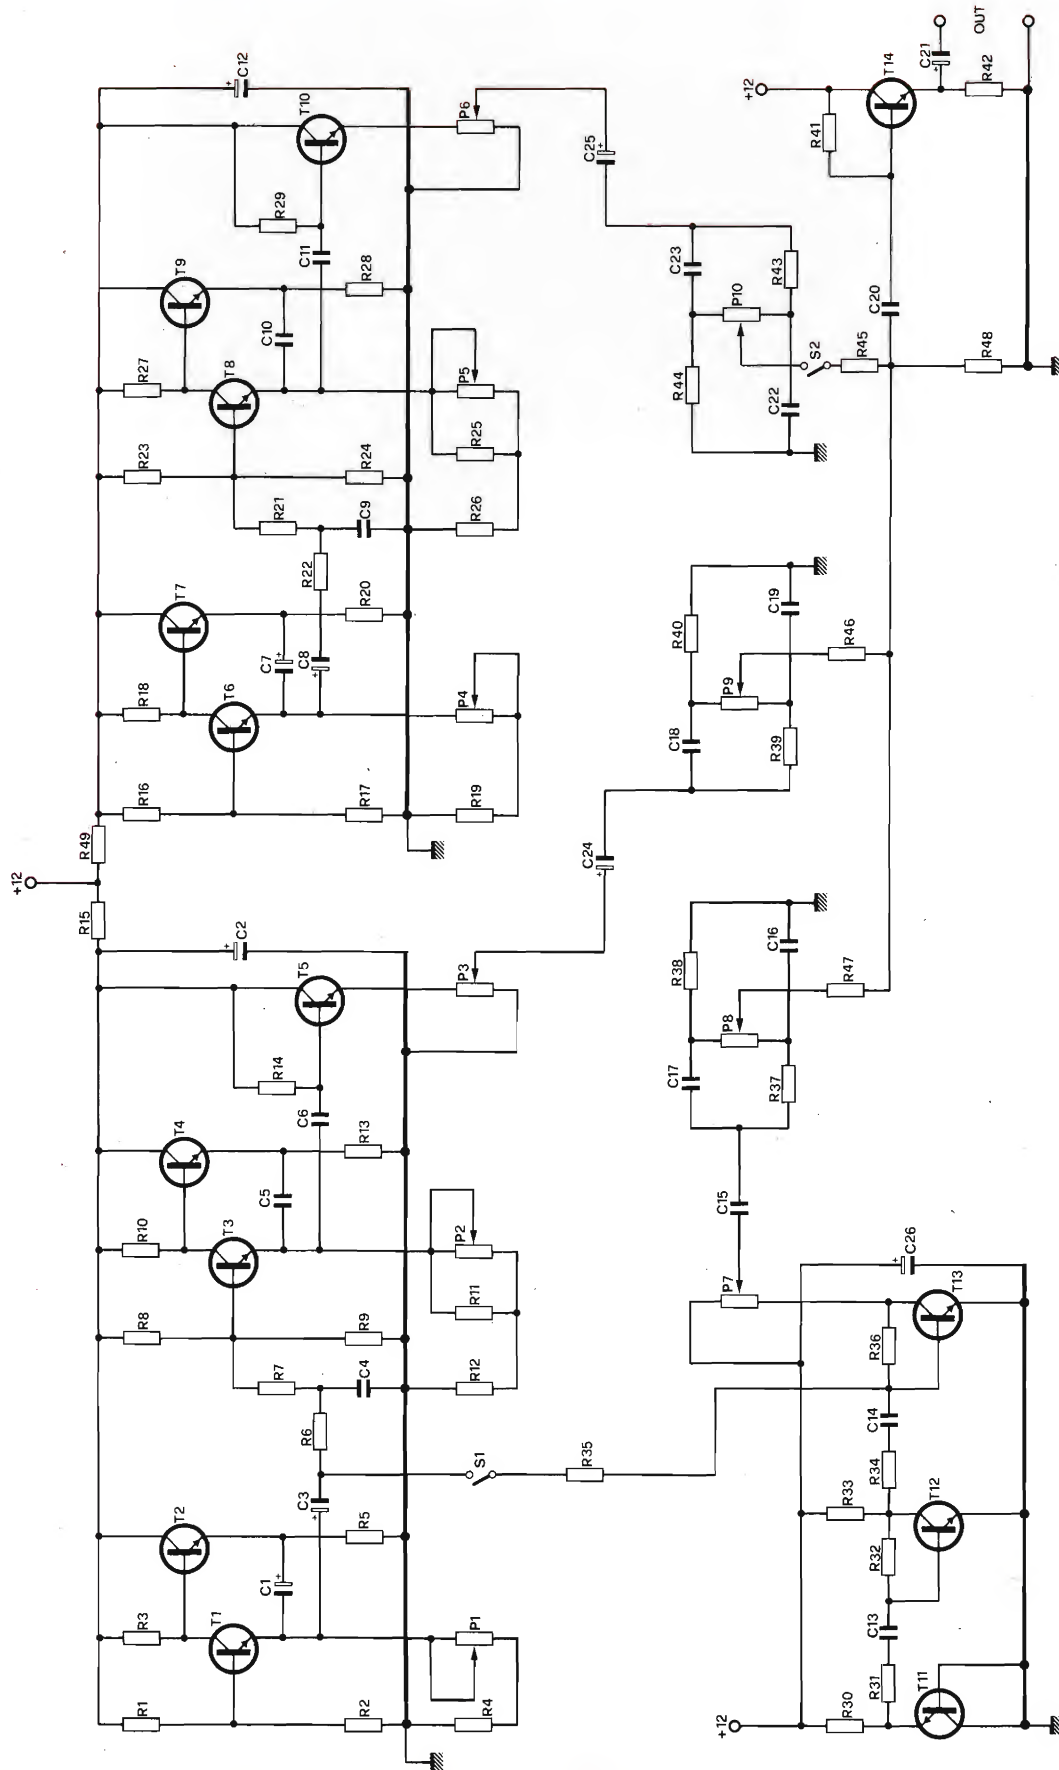 +12
R15
R49
R1
R3
T2
T1
C1
R2
R5
R4
P1
C3
R6
R7
C4
R8
R10
T4
T3
C5
R9
R13
R12
R11
P2
C6
R14
T5
C2
P3
S1
R35
R16
R18
T7
T6
C7
C8
R17
R20
R19
P4
R22
R21
C9
R23
R27
T9
T8
C10
R24
R28
R26
R25
P5
C11
R29
T10
C12
P6
C24
C25
+12
R30
T11
R31
C13
R32
R33
T12
R34
C14
R36
T13
C26
P7
C15
C17
R37
P8
R38
C16
R47
C18
R39
P9
R40
C19
R46
C23
R43
P10
R44
C22
S2
R45
R48
C20
+12
R41
T14
C21
R42
OUT
+
+
+
+
+
+
+
+
+